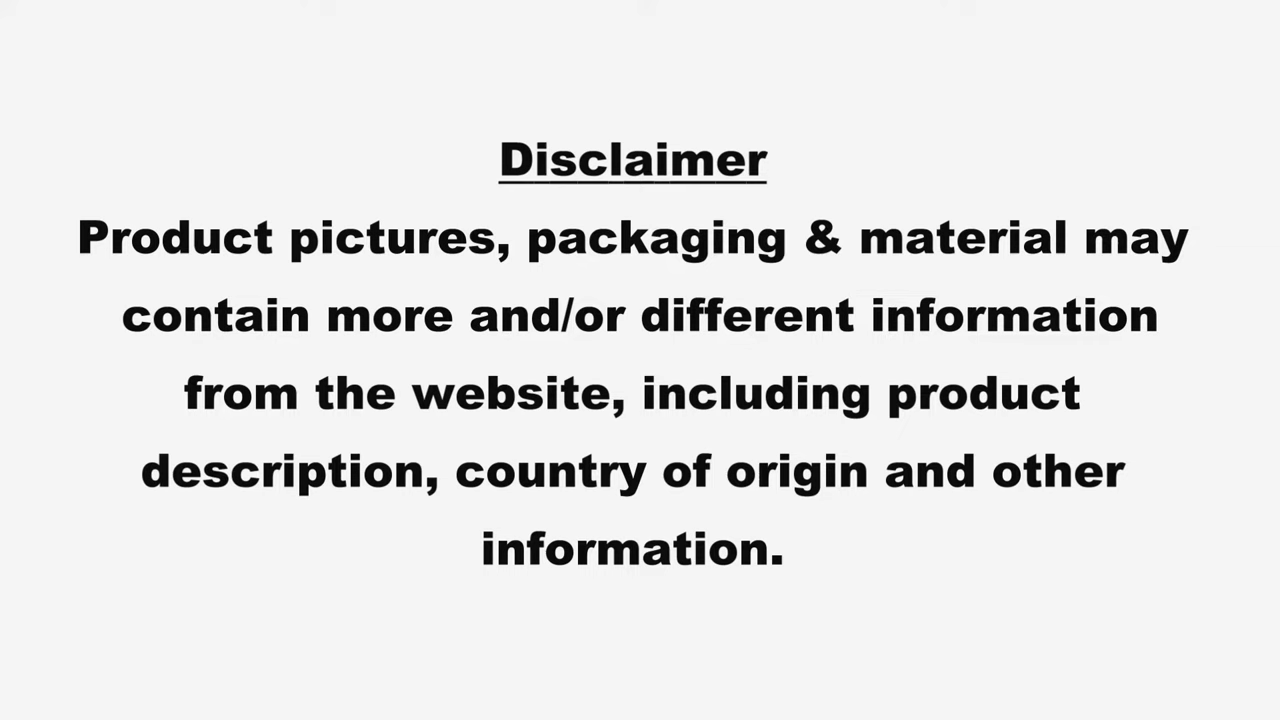 Disclaimer
Product pictures, packaging & material may
contain more and/or different information
from the website, including product
description, country of origin and other
information.